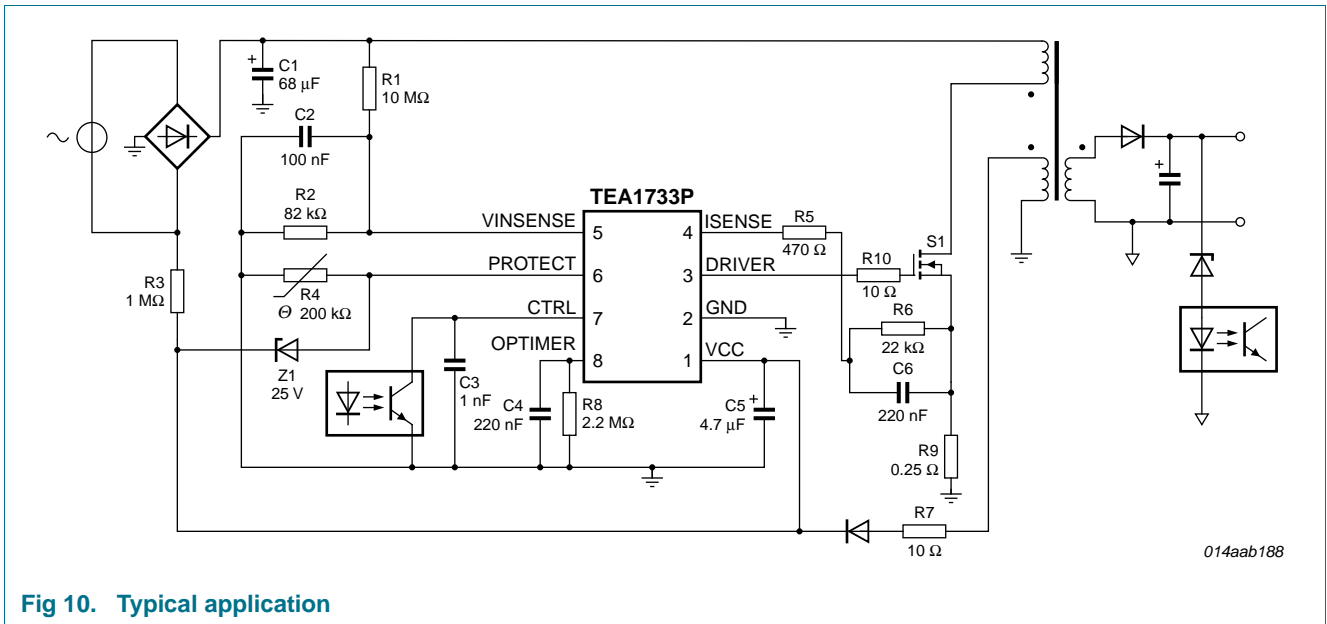 C1
68 μF
R1
10 MΩ
C2
100 nF
R2
82 kΩ
TEA1733P
VINSENSE
5
4
ISENSE
R5
470 Ω
PROTECT
6
3
DRIVER
R10
10 Ω
S1
R3
1 MΩ
R4
Θ 200 kΩ
CTRL
7
2
GND
R6
22 kΩ
OPTIMER
8
1
VCC
C6
220 nF
Z1
25 V
C3
1 nF
C4
220 nF
R8
2.2 MΩ
C5
4.7 μF
R9
0.25 Ω
R7
10 Ω
+
+
+
014aab188
Fig 10. Typical application